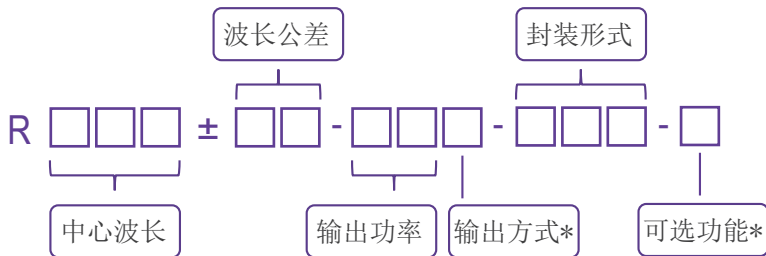 波长公差 封装形式
R □□□ ± □□ - □□□ - □□□ - □
中心波长 输出功率 输出方式* 可选功能*